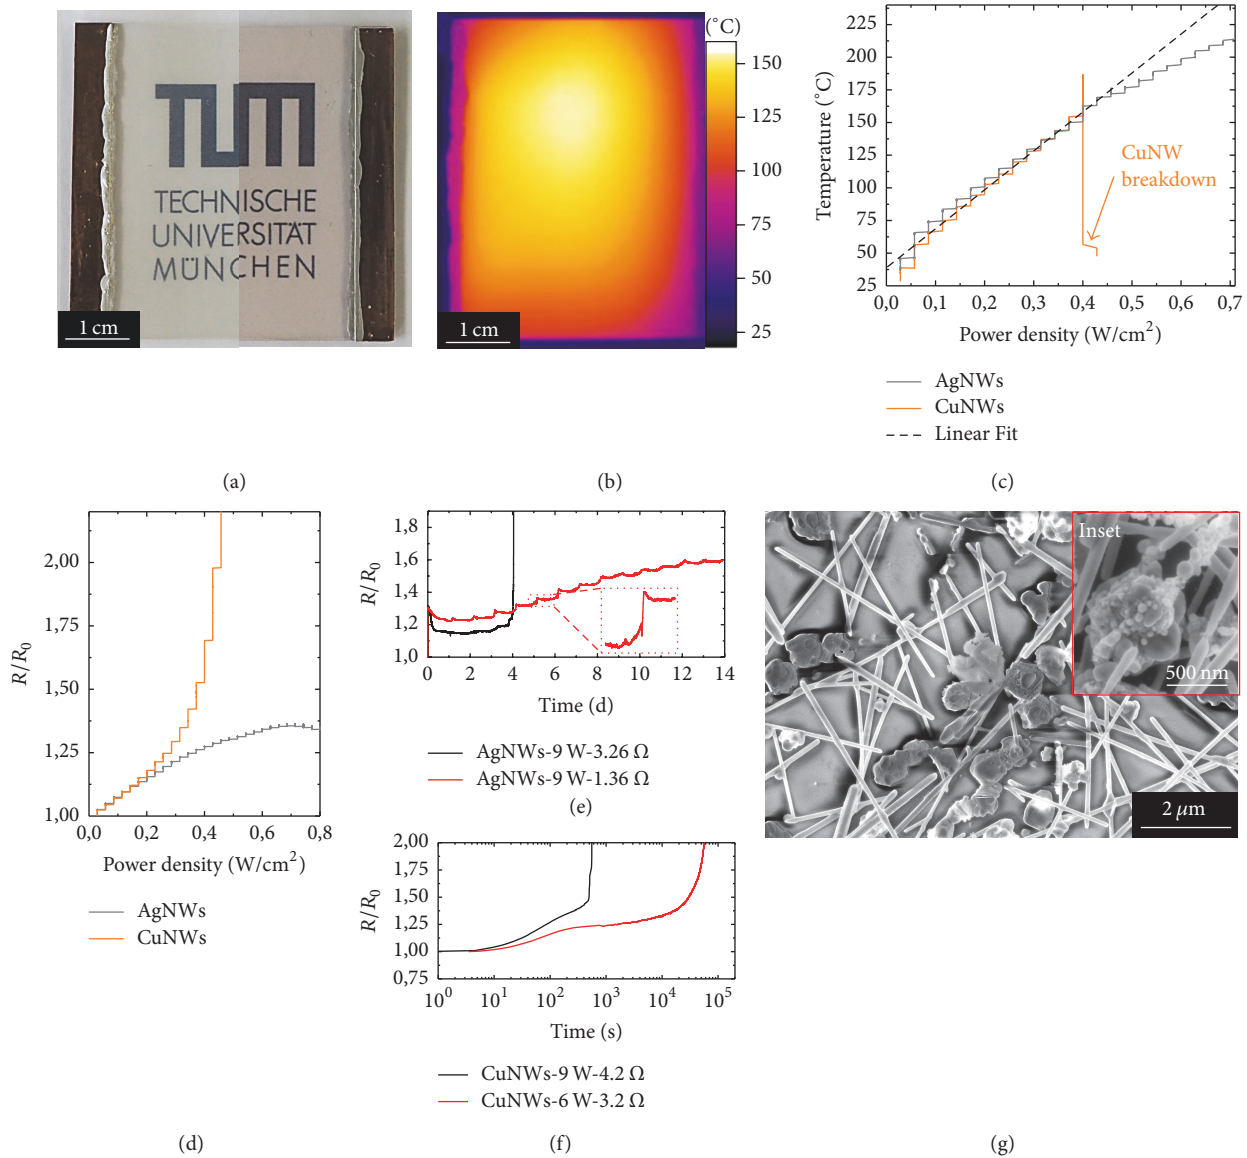 TUM
TECHNISCHE
UNIVERSITÄT
MÜNCHEN
1 cm
(a)
(°C)
150
125
100
75
50
25
1 cm
(b)
Temperature (°C)
225
200
175
150
128
100
75
50
25
0,0 0,1 0,2 0,3 0,4 0,5 0,6 0,7
Power density (W/cm²)
CuNW
breakdown
AgNWs
CuNWs
Linear Fit
(c)
R/R₀
2,00
1,75
1,50
1,25
1,00
0,0 0,2 0,4 0,6 0,8
Power density (W/cm²)
AgNWs
CuNWs
(d)
R/R₀
1,8
1,6
1,4
1,2
1,0
0 2 4 6 8 10 12 14
Time (d)
AgNWs-9 W-3.26 Ω
AgNWs-9 W-1.36 Ω
(e)
R/R₀
2,00
1,75
1,50
1,25
1,00
0,75
10⁰ 10¹ 10² 10³ 10⁴ 10⁵
Time (s)
CuNWs-9 W-4.2 Ω
CuNWs-6 W-3.2 Ω
(f)
Inset
500 nm
2 μm
(g)